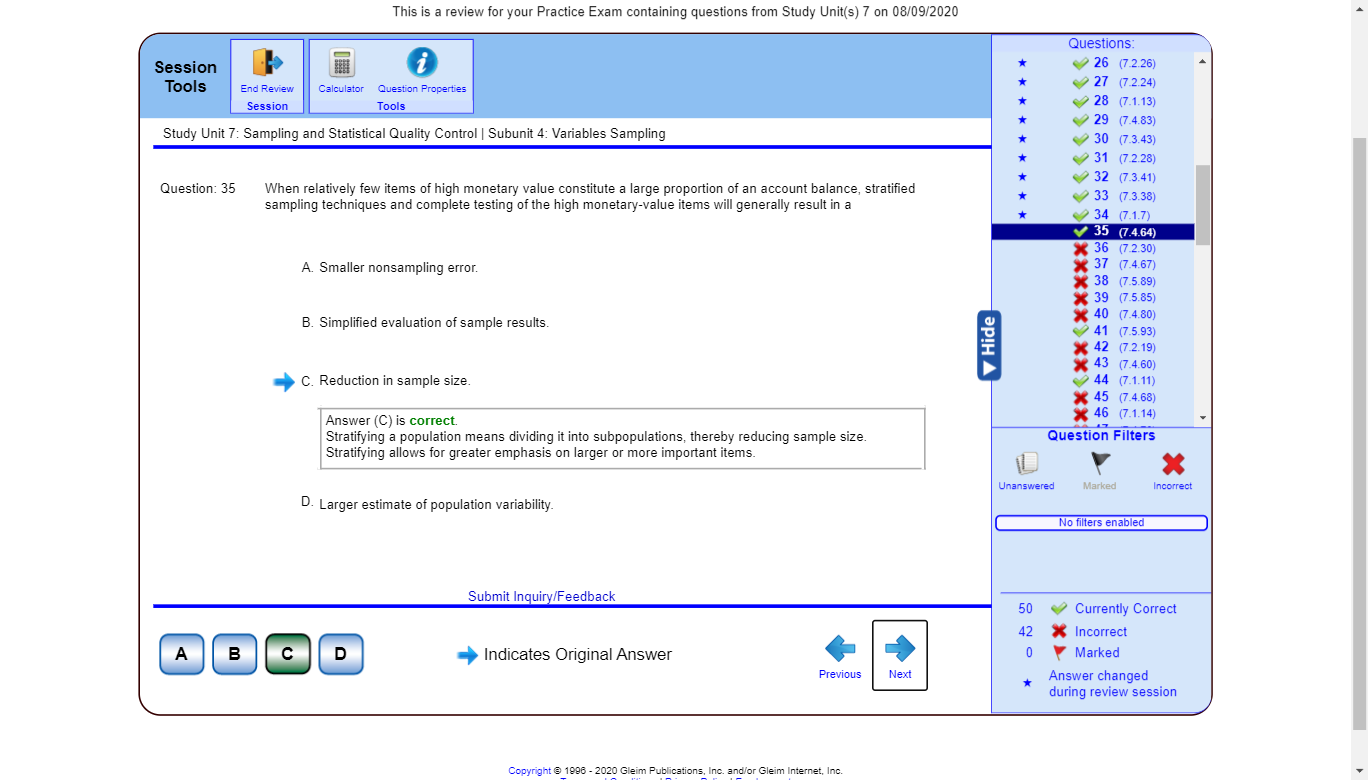 This is a review for your Practice Exam containing questions from Study Unit(s) 7 on 08/09/2020
Session
Tools
End Review
Session
Calculator
Question Properties
Tools
Study Unit 7: Sampling and Statistical Quality Control | Subunit 4: Variables Sampling
Question: 35
When relatively few items of high monetary value constitute a large proportion of an account balance, stratified
sampling techniques and complete testing of the high monetary-value items will generally result in a
A. Smaller nonsampling error.
B. Simplified evaluation of sample results.
C. Reduction in sample size.
Answer (C) is correct.
Stratifying a population means dividing it into subpopulations, thereby reducing sample size.
Stratifying allows for greater emphasis on larger or more important items.
D. Larger estimate of population variability.
Submit Inquiry/Feedback
A B C D
Indicates Original Answer
Previous
Next
Hide
Questions:
26 (7.2.26)
27 (7.2.24)
28 (7.1.13)
29 (7.4.83)
30 (7.3.43)
31 (7.2.28)
32 (7.3.41)
33 (7.3.38)
34 (7.1.7)
35 (7.4.64)
36 (7.2.30)
37 (7.4.67)
38 (7.5.89)
39 (7.5.85)
40 (7.4.80)
41 (7.5.93)
42 (7.2.19)
43 (7.4.60)
44 (7.1.11)
45 (7.4.68)
46 (7.1.14)
Question Filters
Unanswered
Marked
Incorrect
No filters enabled
50 Currently Correct
42 Incorrect
0 Marked
Answer changed
during review session
Copyright © 1996 - 2020 Gleim Publications, Inc. and/or Gleim Internet, Inc.